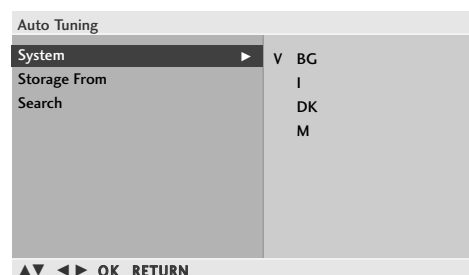 Auto Tuning
System ▶ V BG
Storage From I
Search DK
M
▲▼ ◀▶ OK RETURN